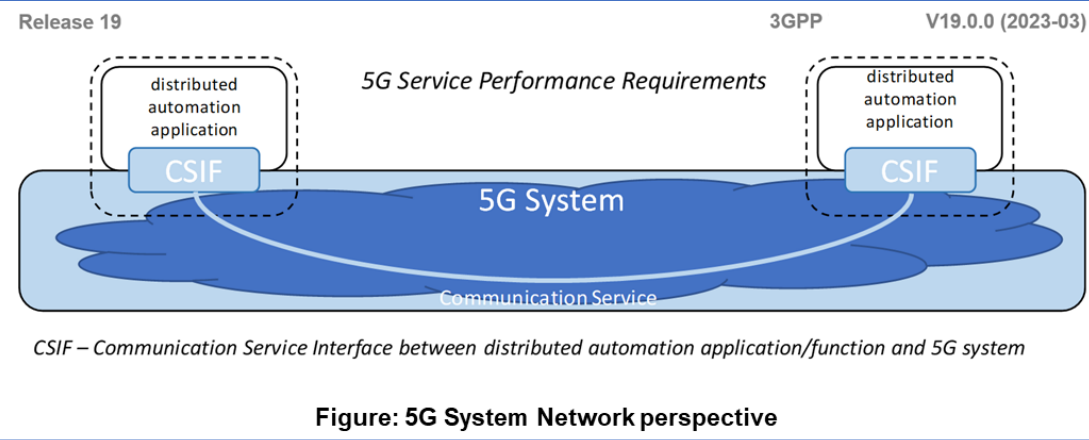 Release 19 3GPP V19.0.0 (2023-03)
distributed
automation
application
5G Service Performance Requirements
distributed
automation
application
CSIF
CSIF
5G System
Communication Service
CSIF – Communication Service Interface between distributed automation application/function and 5G system
Figure: 5G System Network perspective